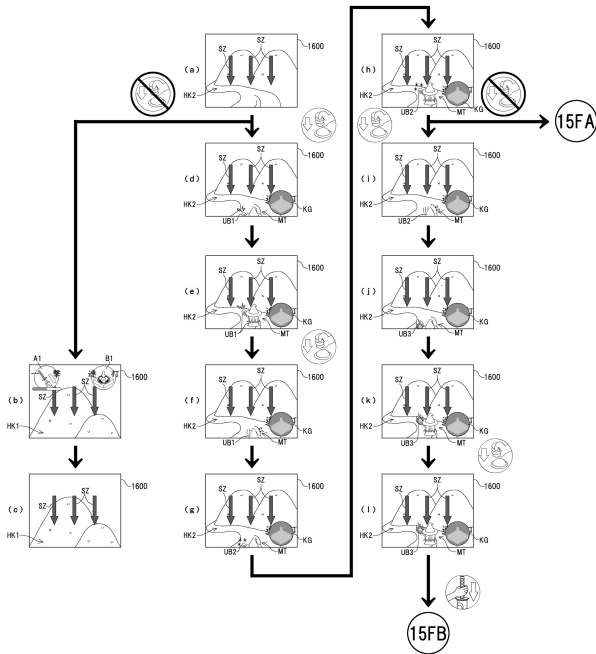 (a)
SZ
SZ
1600
HK2
(b)
A1
撃
連
打
B1
SZ
SZ
1600
HK1
(c)
SZ
SZ
1600
HK1
(d)
SZ
SZ
1600
HK2
KG
UB1
MT
(e)
SZ
SZ
1600
HK2
KG
UB1
MT
(f)
SZ
SZ
1600
HK2
KG
UB1
MT
(g)
SZ
SZ
1600
HK2
KG
UB2
MT
(h)
SZ
SZ
1600
HK2
UB2
MT
KG
15FA
(i)
SZ
SZ
1600
HK2
KG
UB2
MT
(j)
SZ
SZ
1600
HK2
KG
UB3
MT
(k)
SZ
SZ
1600
HK2
KG
UB3
MT
(l)
SZ
SZ
1600
HK2
KG
UB3
MT
15FB